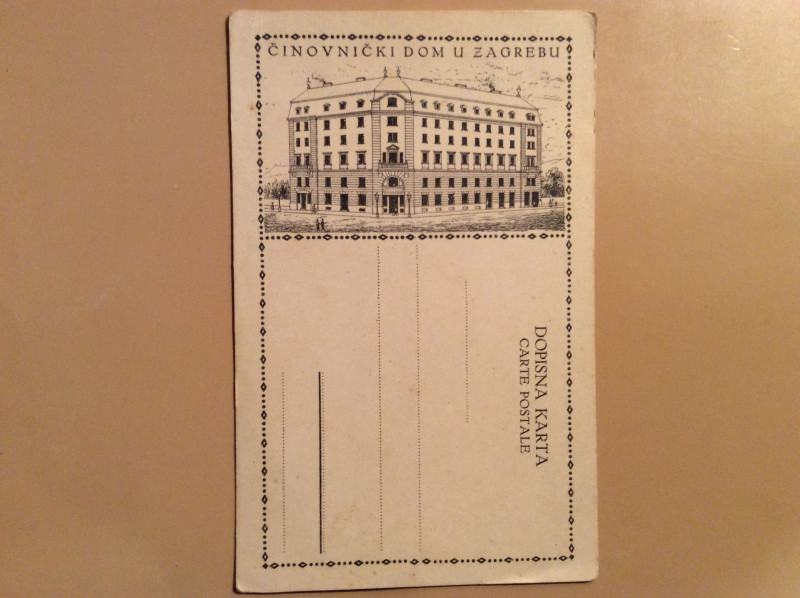 ČINOVNIČKI DOM U ZAGREBU
DOPISNA KARTA
CARTE POSTALE